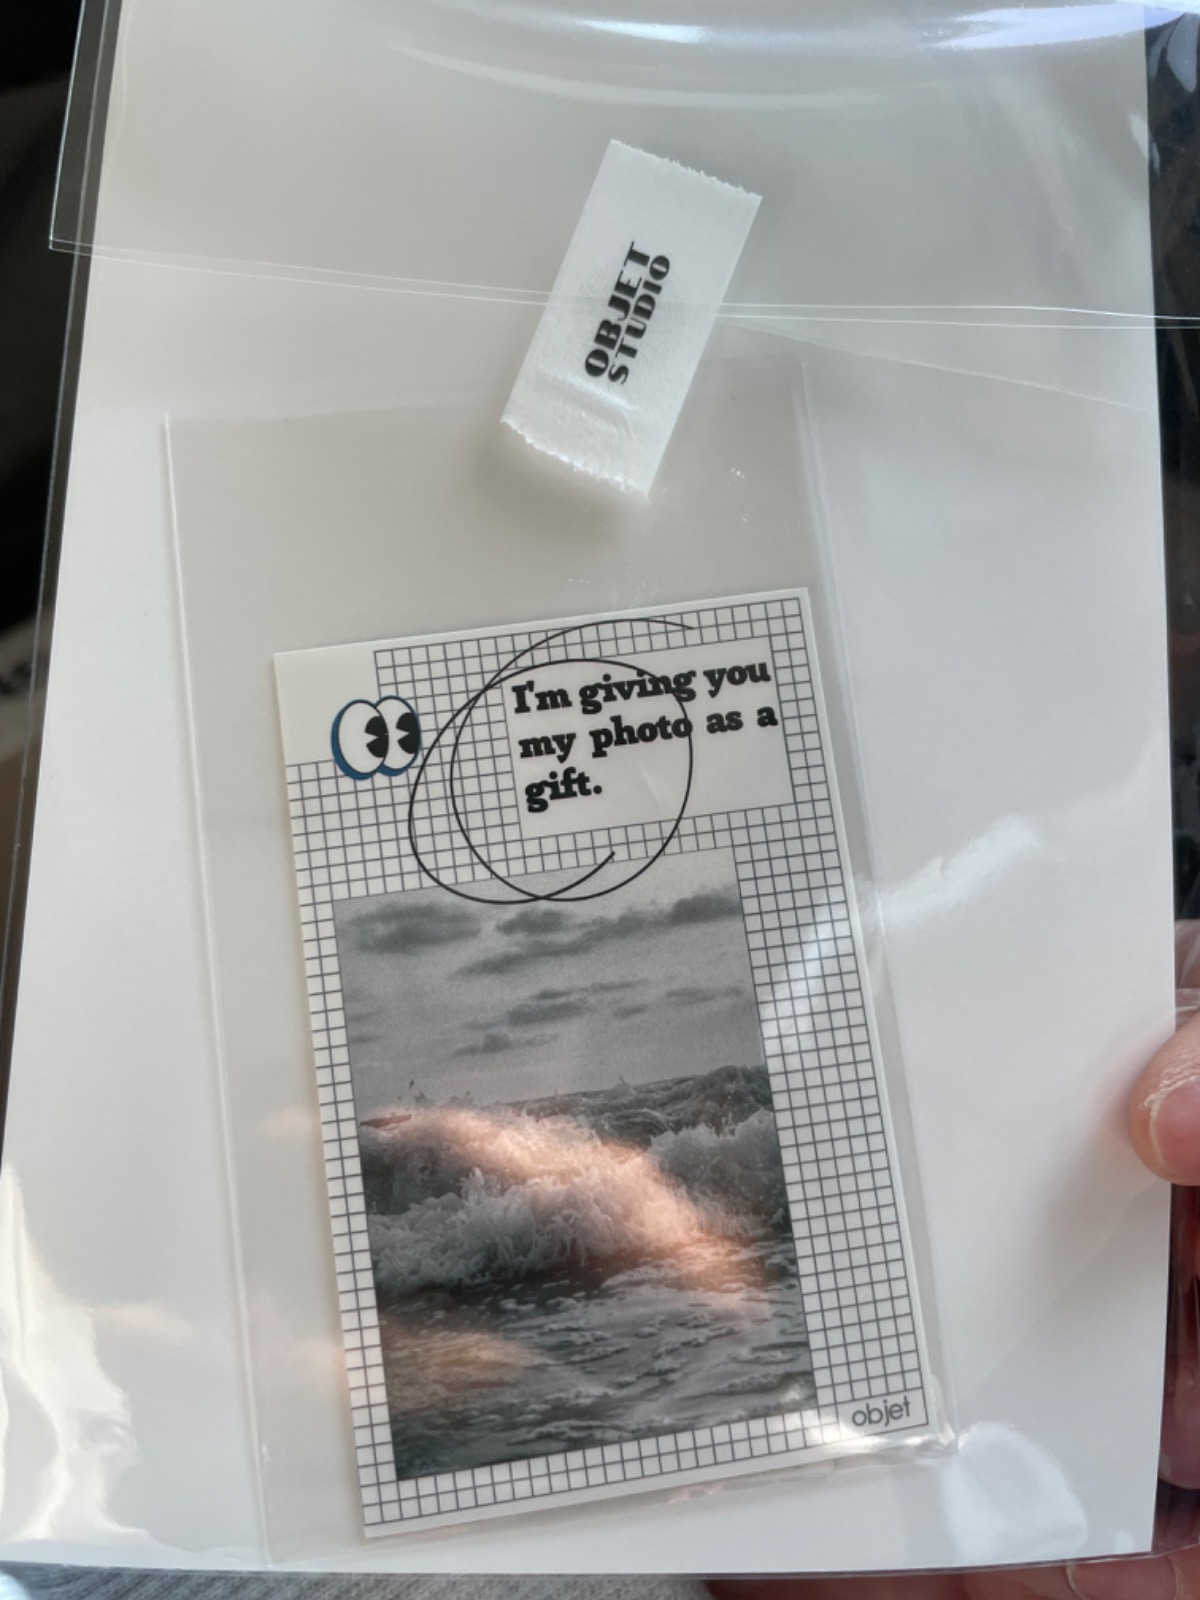 OBJET
STUDIO
I'm giving you
my photo as a
gift.
objet